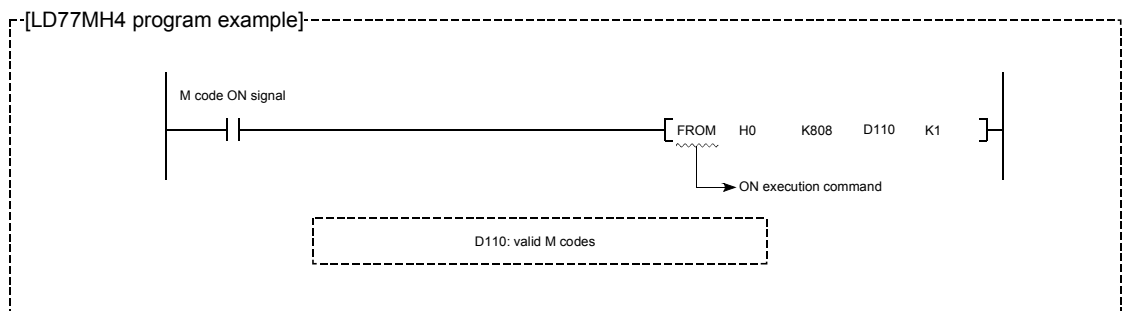 [LD77MH4 program example]
M code ON signal
FROM H0 K808 D110 K1
ON execution command
D110: valid M codes